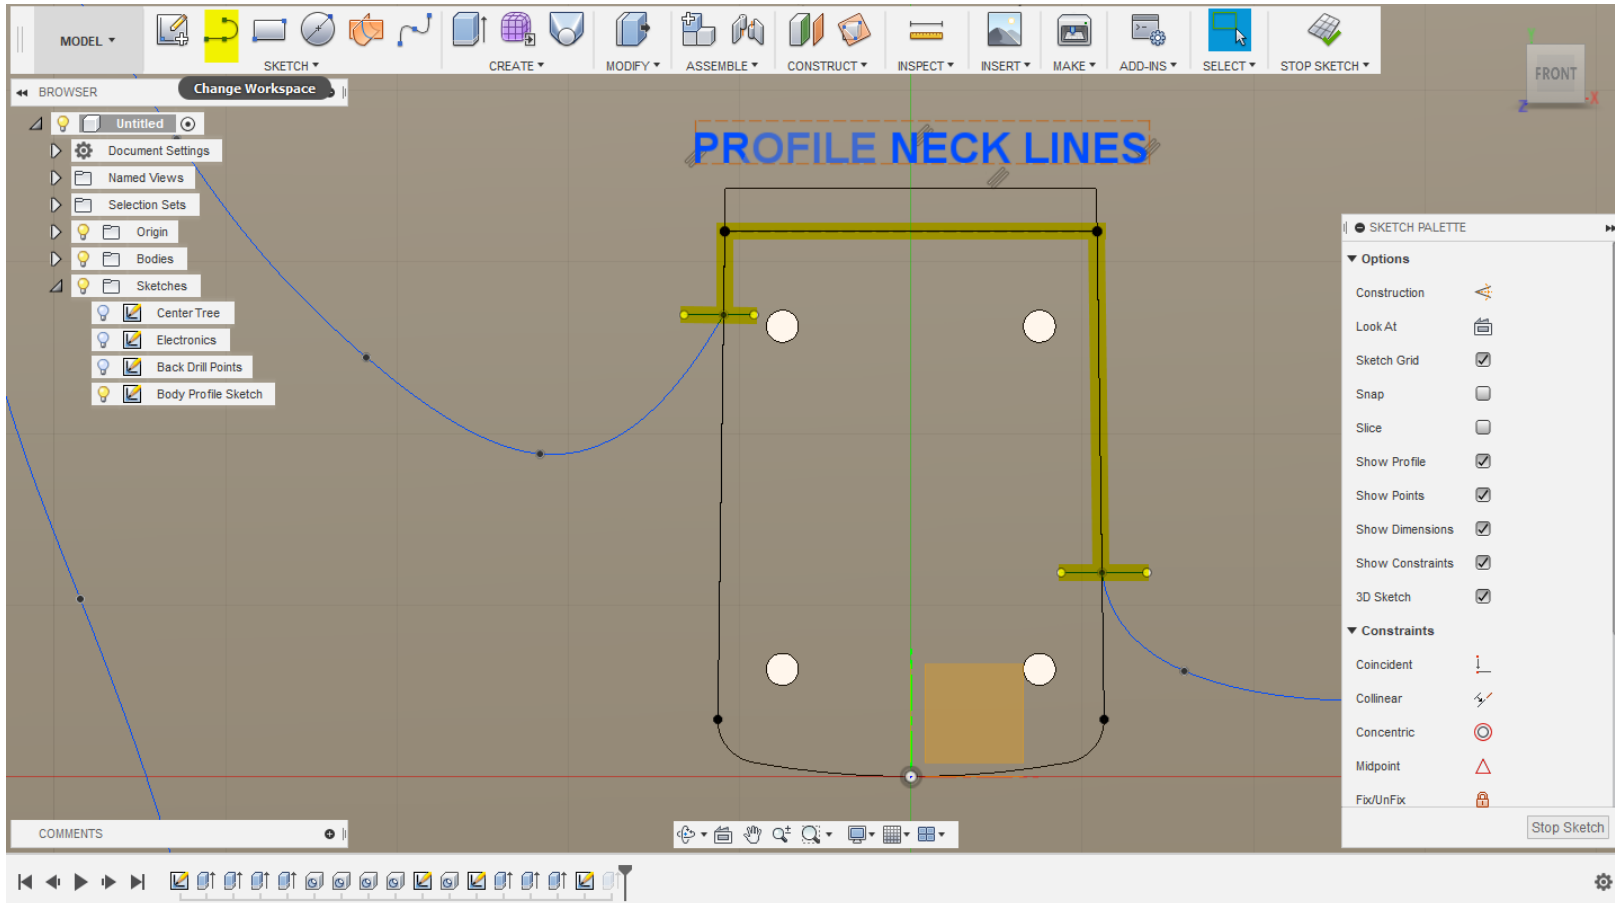 MODEL
SKETCH
CREATE
MODIFY
ASSEMBLE
CONSTRUCT
INSPECT
INSERT
MAKE
ADD-INS
SELECT
STOP SKETCH
BROWSER
Change Workspace
FRONT
Z
X
Y
Untitled
Document Settings
Named Views
Selection Sets
Origin
Bodies
Sketches
Center Tree
Electronics
Back Drill Points
Body Profile Sketch
PROFILE NECK LINES
SKETCH PALETTE
Options
Construction
Look At
Sketch Grid
Snap
Slice
Show Profile
Show Points
Show Dimensions
Show Constraints
3D Sketch
Constraints
Coincident
Collinear
Concentric
Midpoint
Fix/UnFix
Stop Sketch
COMMENTS